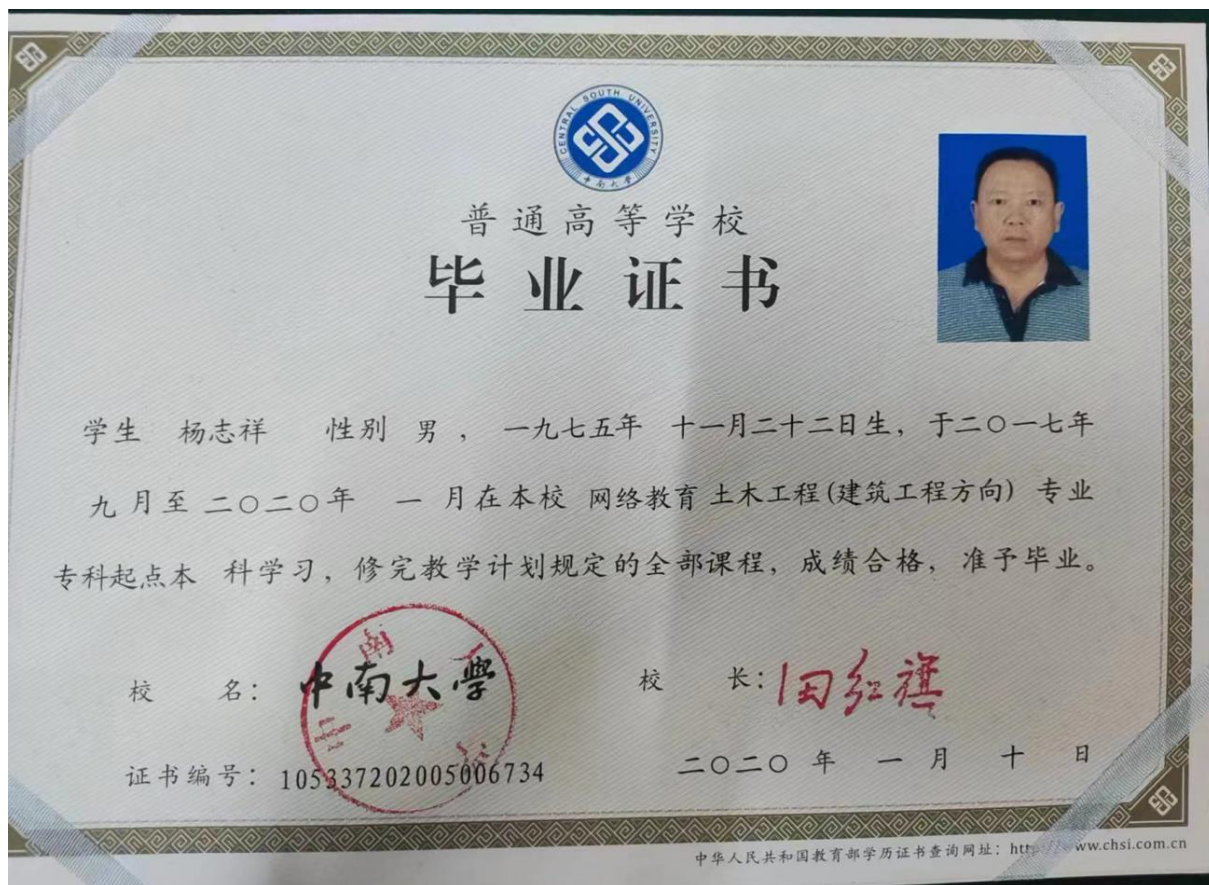 CENTRAL SOUTH UNIVERSITY
中南大学
普通高等学校
毕业证书
学生 杨志祥 性别 男 , 一九七五年 十一月二十二日生, 于二〇一七年
九月至二〇二〇年 一月在本校 网络教育 土木工程(建筑工程方向) 专业
专科起点本 科学习, 修完教学计划规定的全部课程, 成绩合格, 准予毕业。
校 名: 中南大學 校 长: 田红旗
证书编号: 105337202005006734 二〇二〇年 一月 十日
中华人民共和国教育部学历证书查询网址: http www.chsi.com.cn